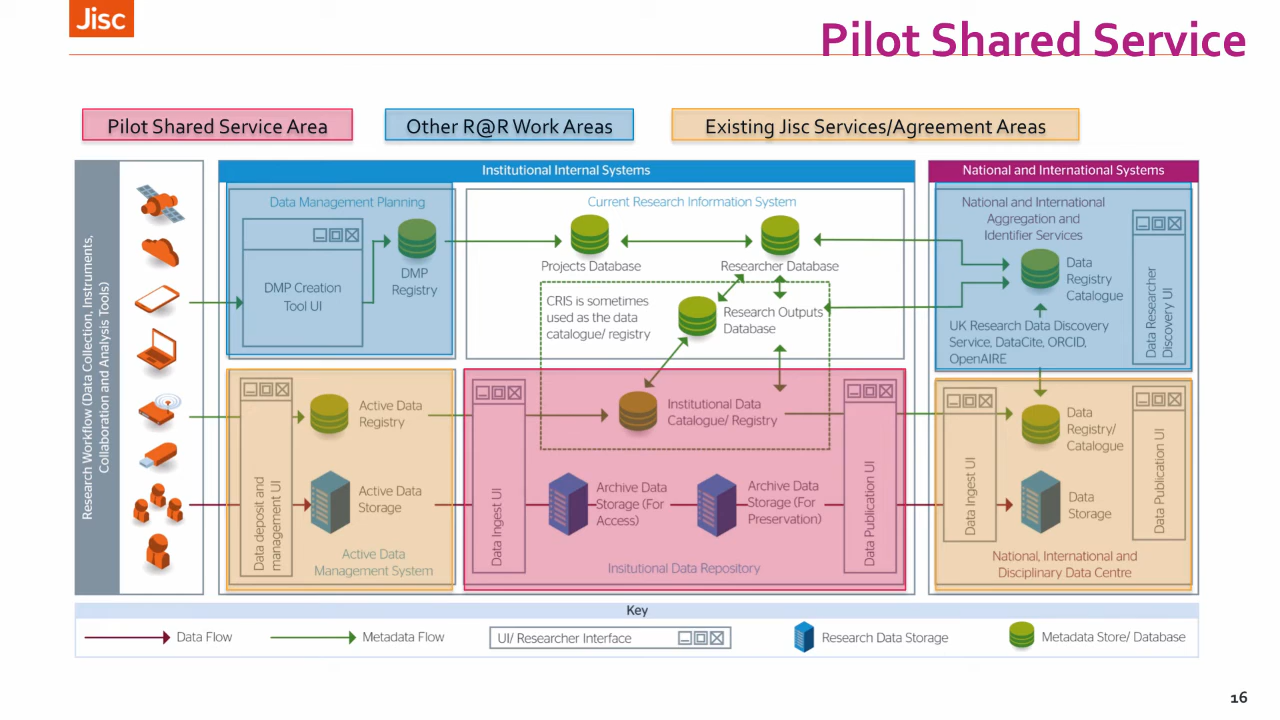 Jisc
Pilot Shared Service
Pilot Shared Service Area
Other R@R Work Areas
Existing Jisc Services/Agreement Areas
Research Workflow (Data Collection, Instruments,
Collaboration and Analysis Tools)
Institutional Internal Systems
National and International Systems
Data Management Planning
DMP Creation
Tool UI
DMP
Registry
Current Research Information System
Projects Database
Researcher Database
CRIS is sometimes
used as the data
catalogue/ registry
Research Outputs
Database
National and International
Aggregation and
Identifier Services
Data
Registry
Catalogue
UK Research Data Discovery
Service, DataCite, ORCID,
OpenAIRE
Data Researcher
Discovery UI
Data deposit and
management UI
Active Data
Registry
Active Data
Storage
Active Data
Management System
Data Ingest UI
Institutional Data
Catalogue/ Registry
Archive Data
Storage (For
Access)
Archive Data
Storage (For
Preservation)
Data Publication UI
Insitutional Data Repository
Data Ingest UI
Data
Registry/
Catalogue
Data
Storage
Data Publication UI
National, International and
Disciplinary Data Centre
Key
Data Flow
Metadata Flow
UI/ Researcher Interface
Research Data Storage
Metadata Store/ Database
16